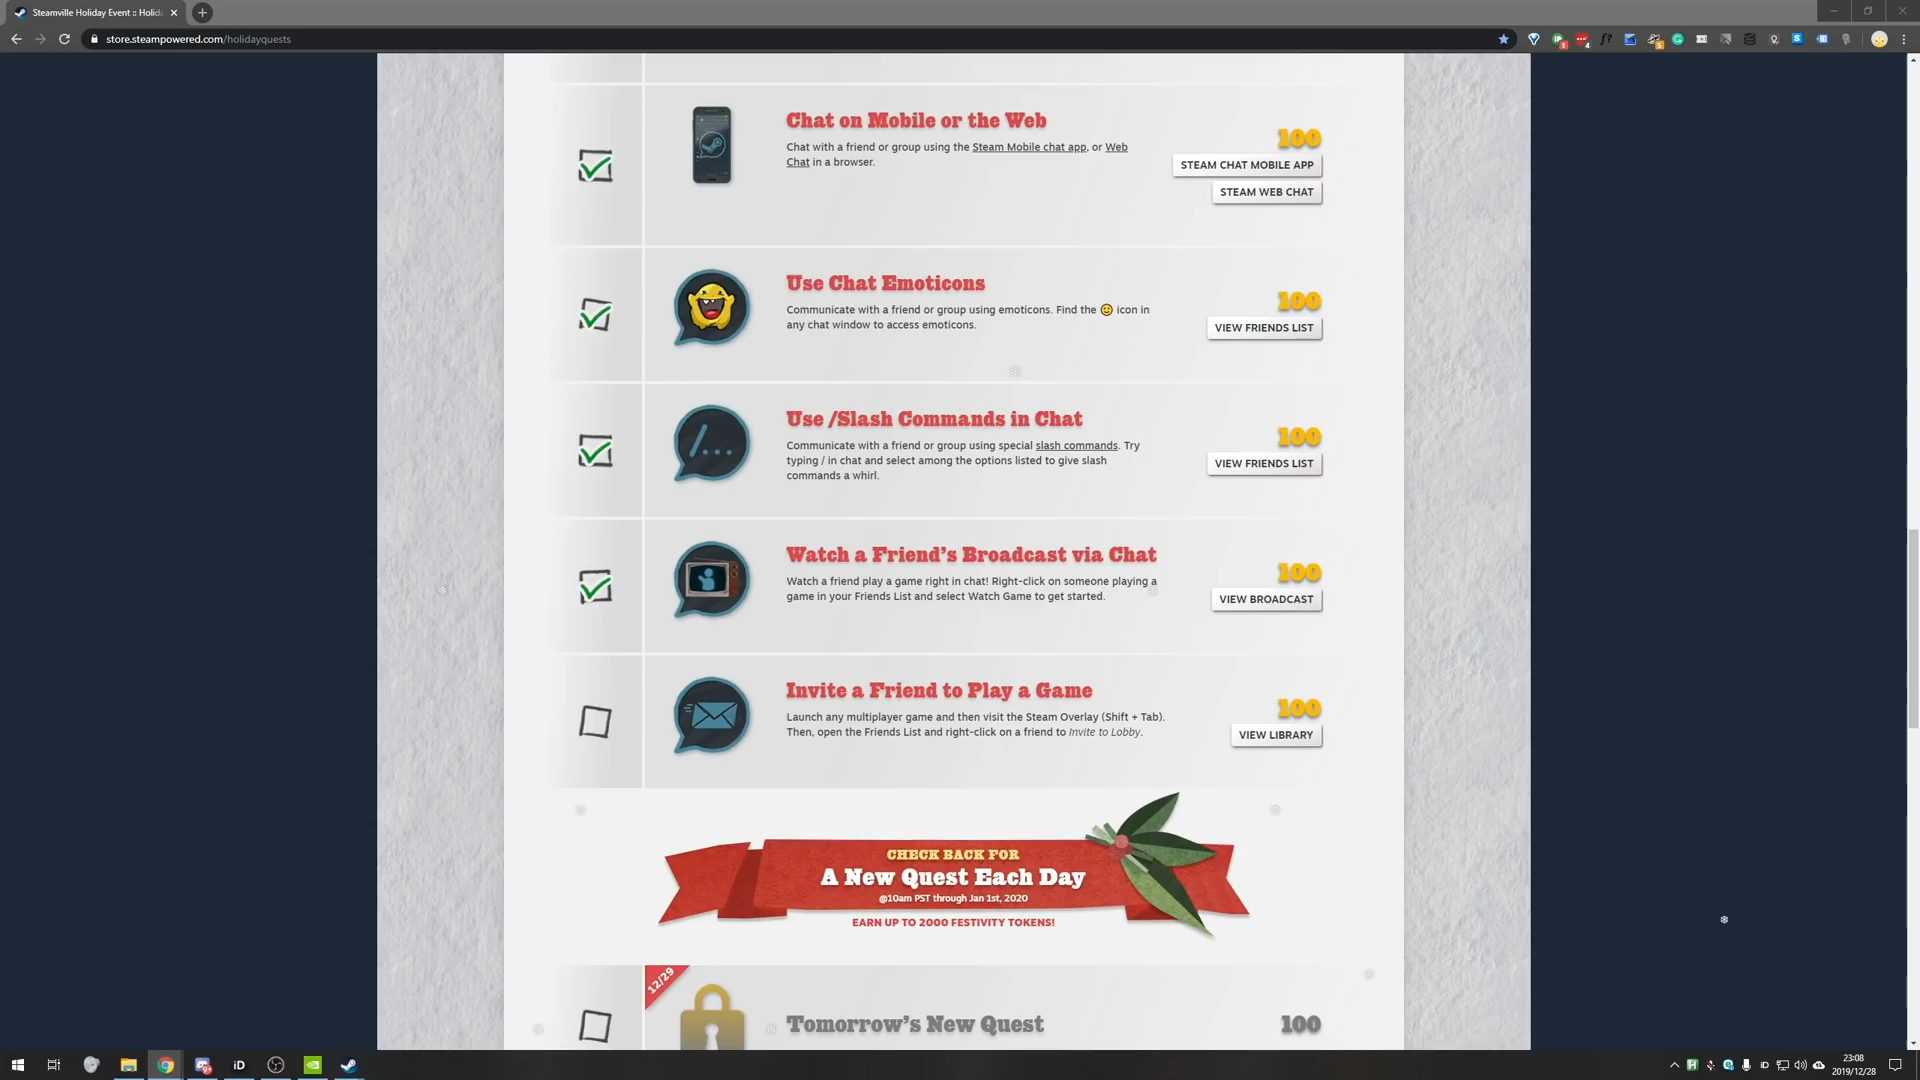 Steamville Holiday Event :: Holid
store.steampowered.com/holidayquests
Chat on Mobile or the Web
Chat with a friend or group using the Steam Mobile chat app, or Web
Chat in a browser.
100
STEAM CHAT MOBILE APP
STEAM WEB CHAT
Use Chat Emoticons
Communicate with a friend or group using emoticons. Find the icon in
any chat window to access emoticons.
100
VIEW FRIENDS LIST
/...
Use /Slash Commands in Chat
Communicate with a friend or group using special slash commands. Try
typing / in chat and select among the options listed to give slash
commands a whirl.
100
VIEW FRIENDS LIST
Watch a Friend's Broadcast via Chat
Watch a friend play a game right in chat! Right-click on someone playing a
game in your Friends List and select Watch Game to get started.
100
VIEW BROADCAST
Invite a Friend to Play a Game
Launch any multiplayer game and then visit the Steam Overlay (Shift + Tab).
Then, open the Friends List and right-click on a friend to Invite to Lobby.
100
VIEW LIBRARY
CHECK BACK FOR
A New Quest Each Day
@10am PST through Jan 1st, 2020
EARN UP TO 2000 FESTIVITY TOKENS!
12/29
Tomorrow's New Quest
100
iD
23:08
2019/12/28